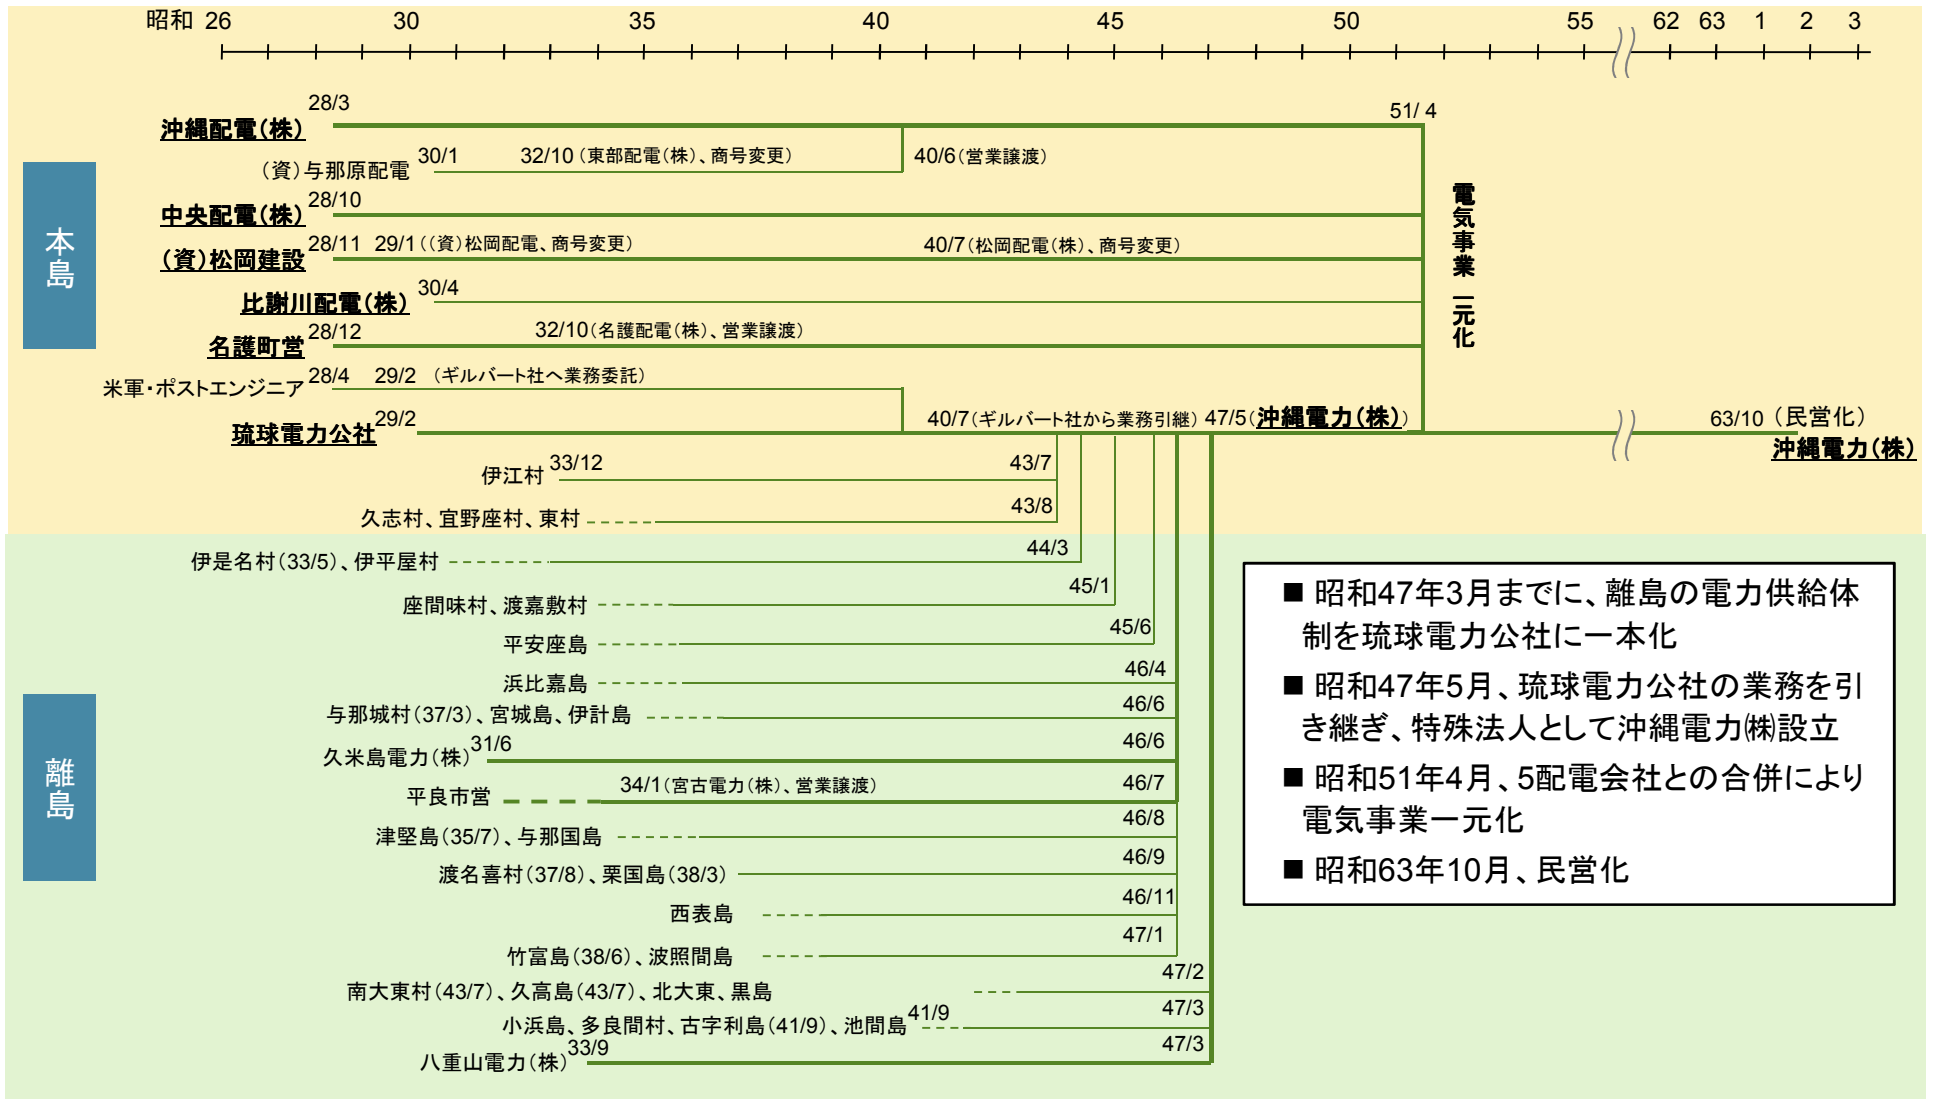 昭和 26 30 35 40 45 50 55 62 63 1 2 3
本島
28/3
51/ 4
沖縄配電(株)
(資)与那原配電 30/1 32/10 (東部配電(株)、商号変更) 40/6(営業譲渡)
中央配電(株) 28/10
(資)松岡建設 28/11 29/1 ((資)松岡配電、商号変更) 40/7(松岡配電(株)、商号変更)
比謝川配電(株) 30/4
名護町営 28/12 32/10(名護配電(株)、営業譲渡)
電気事業 一元化
米軍・ポストエンジニア 28/4 29/2 (ギルバート社へ業務委託)
琉球電力公社 29/2 40/7(ギルバート社から業務引継) 47/5(沖縄電力(株))
63/10 (民営化)
沖縄電力(株)
伊江村 33/12 43/7
久志村、宜野座村、東村 43/8
離島
伊是名村(33/5)、伊平屋村 44/3
座間味村、渡嘉敷村 45/1
平安座島 45/6
浜比嘉島 46/4
与那城村(37/3)、宮城島、伊計島 46/6
久米島電力(株) 31/6 46/6
平良市営 34/1(宮古電力(株)、営業譲渡) 46/7
津堅島(35/7)、与那国島 46/8
渡名喜村(37/8)、粟国島(38/3) 46/9
西表島 46/11
竹富島(38/6)、波照間島 47/1
南大東村(43/7)、久高島(43/7)、北大東、黒島 47/2
小浜島、多良間村、古字利島(41/9)、池間島 41/9 47/3
八重山電力(株) 33/9 47/3
■ 昭和47年3月までに、離島の電力供給体
制を琉球電力公社に一本化
■ 昭和47年5月、琉球電力公社の業務を引
き継ぎ、特殊法人として沖縄電力㈱設立
■ 昭和51年4月、5配電会社との合併により
電気事業一元化
■ 昭和63年10月、民営化